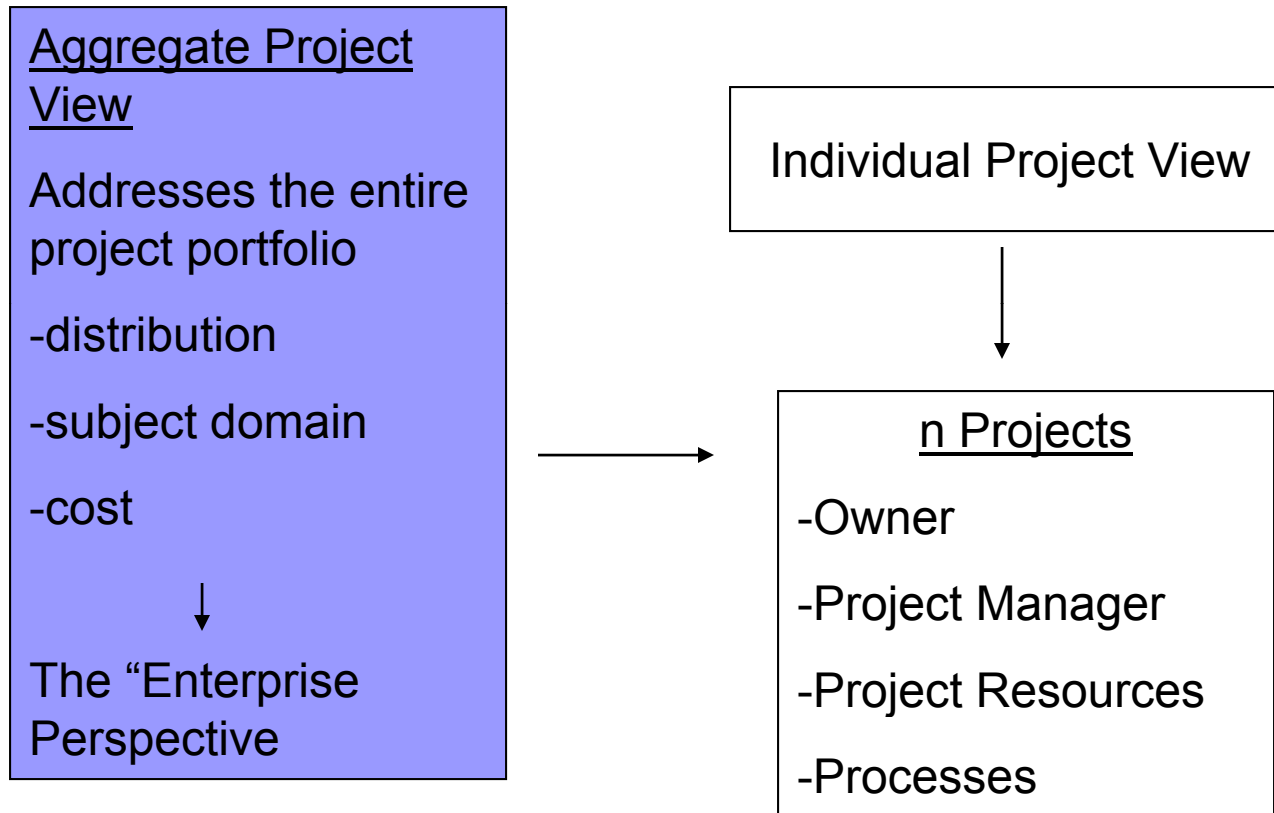 Aggregate Project
View
Addresses the entire
project portfolio
-distribution
-subject domain
-cost
The “Enterprise
Perspective
Individual Project View
n Projects
-Owner
-Project Manager
-Project Resources
-Processes